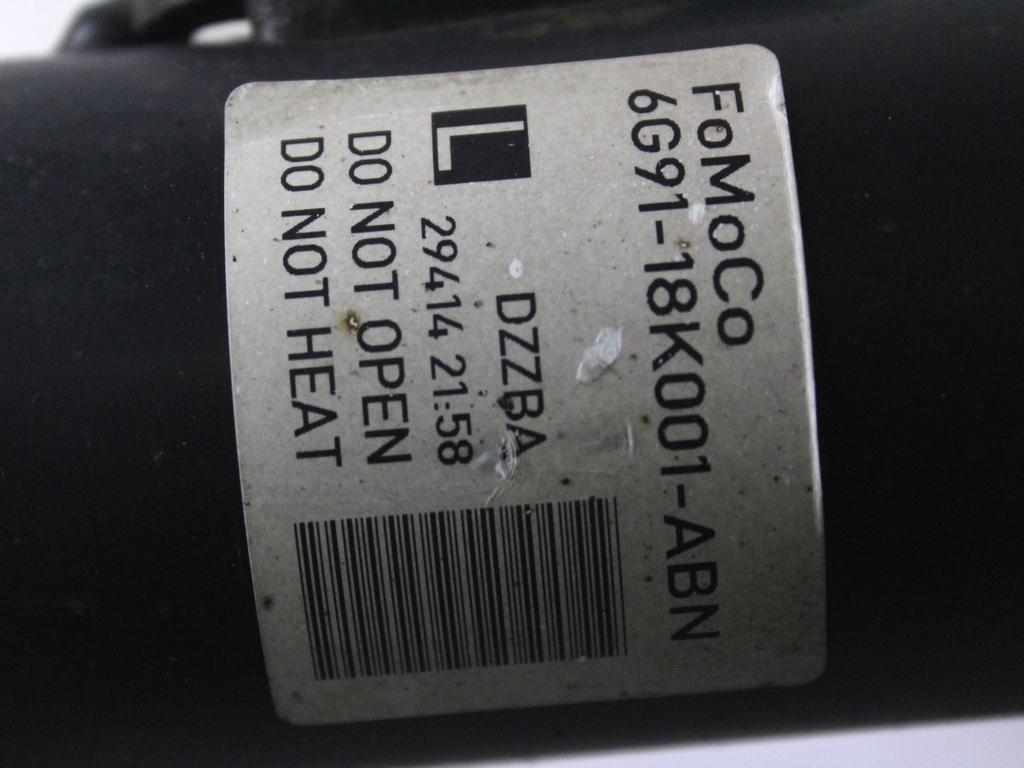 FoMoCo
6G91-18K001-ABN
L
DZZBA
29414 21:58
DO NOT OPEN
DO NOT HEAT